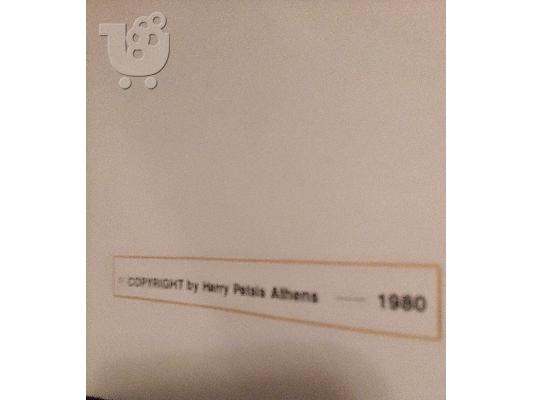 © COPYRIGHT by Harry Patsis Athens — 1980